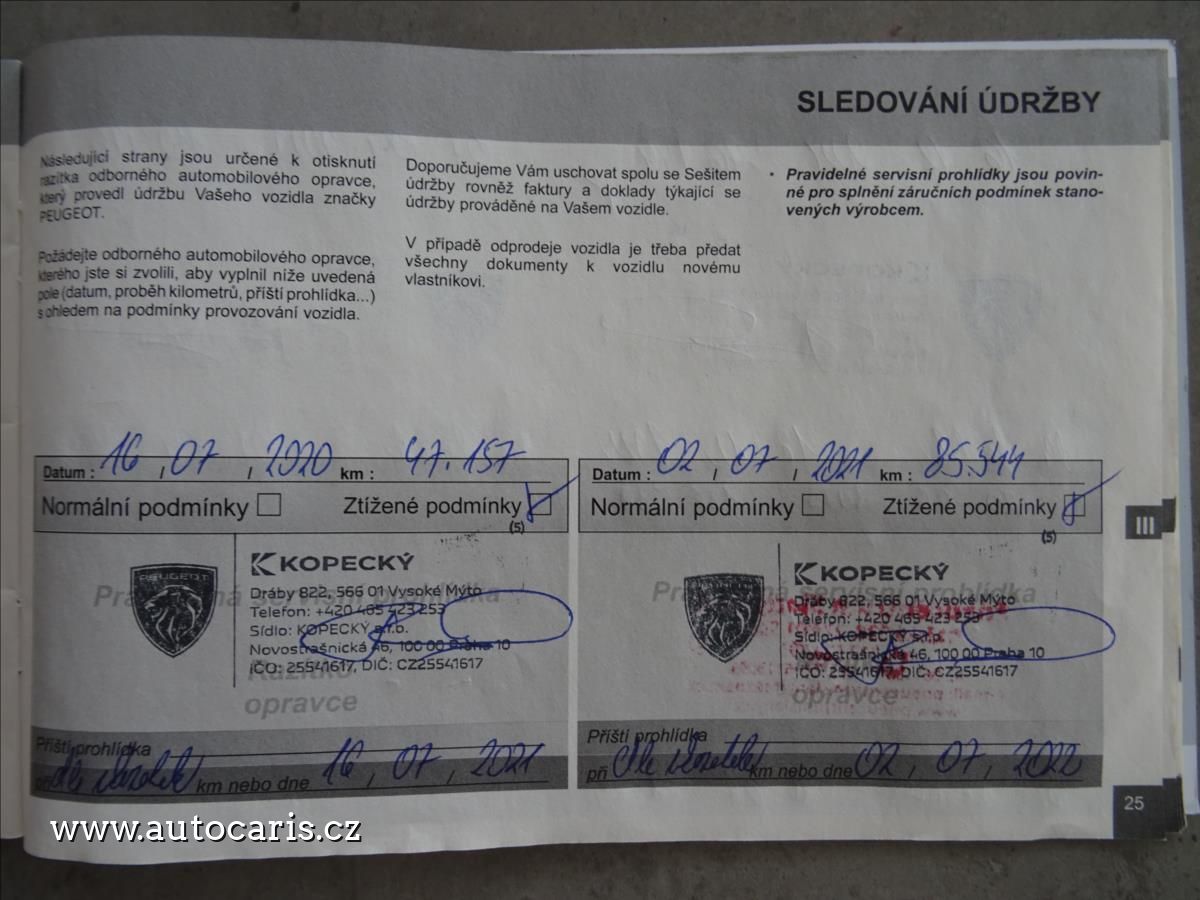 SLEDOVÁNÍ ÚDRŽBY
Následující strany jsou určené k otisknutí
razítka odborného automobilového opravce,
který provedl údržbu Vašeho vozidla značky
PEUGEOT.
Požádejte odborného automobilového opravce,
kterého jste si zvolili, aby vyplnil níže uvedená
pole (datum, proběh kilometrů, příští prohlídka...)
s ohledem na podmínky provozování vozidla.
Doporučujeme Vám uschovat spolu se Sešitem
údržby rovněž faktury a doklady týkající se
údržby prováděné na Vašem vozidle.
V případě odprodeje vozidla je třeba předat
všechny dokumenty k vozidlu novému
vlastníkovi.
• Pravidelné servisní prohlídky jsou povin-
né pro splnění záručních podmínek stano-
vených výrobcem.
Datum : 16 / 07 / 2020 km : 47.157
Normální podmínky Ztížené podmínky
(5)
PEUGEOT
KOPECKÝ
Dráby 822, 566 01 Vysoké Mýto
Telefon: +420 465 423 253
Sídlo: KOPECKÝ s.r.o.
Novostrašnická 46, 100 00 Praha 10
IČO: 25541617, DIČ: CZ25541617
Razítko
opravce
Příští prohlídka
při dle km nebo dne 16 , 07 , 2021
Datum : 02 / 07 / 2021 km : 85.544
Normální podmínky Ztížené podmínky
(5)
KOPECKÝ
Dráby 822, 566 01 Vysoké Mýto
Telefon: +420 465 423 253
Sídlo: KOPECKÝ s.r.o.
Novostrašnická 46, 100 00 Praha 10
IČO: 25541617, DIČ: CZ25541617
opravce
Příští prohlídka
při dle km nebo dne 02 , 07 , 2022
III
25
www.autocaris.cz